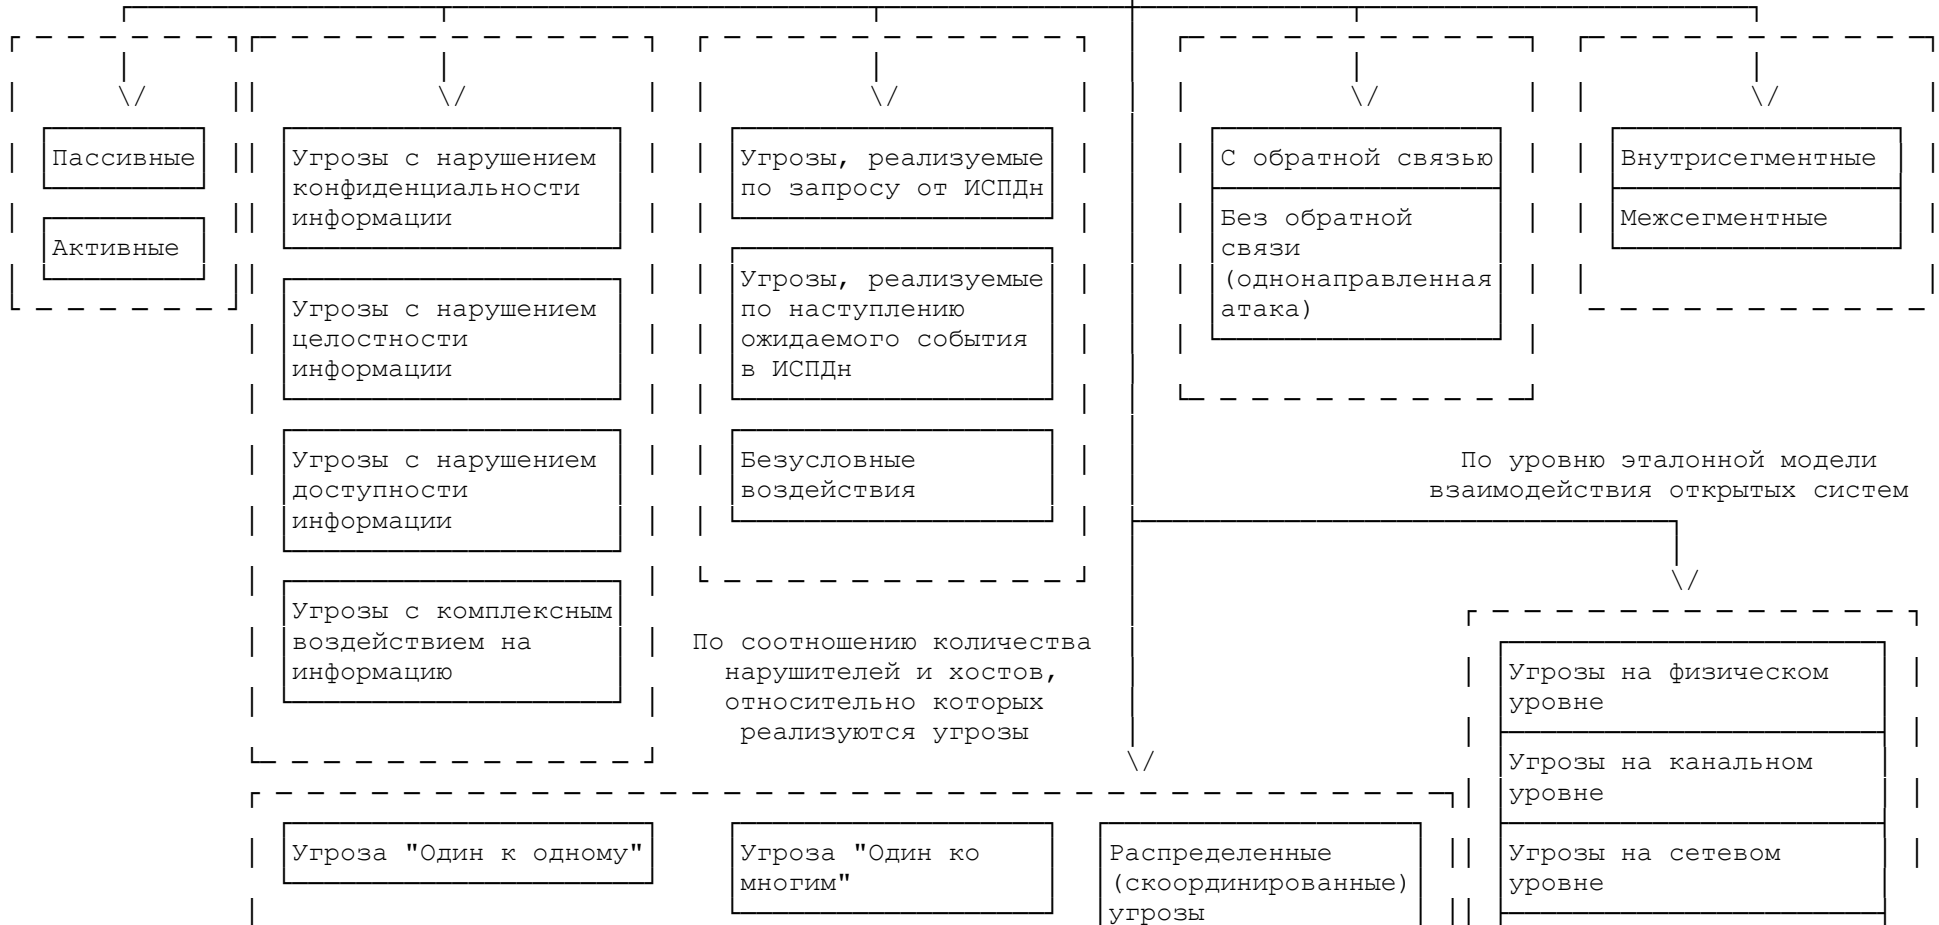 Пассивные
Активные
Угрозы с нарушением
конфиденциальности
информации
Угрозы с нарушением
целостности
информации
Угрозы с нарушением
доступности
информации
Угрозы с комплексным
воздействием на
информацию
Угрозы, реализуемые
по запросу от ИСПДн
Угрозы, реализуемые
по наступлению
ожидаемого события
в ИСПДн
Безусловные
воздействия
С обратной связью
Без обратной
связи
(однонаправленная
атака)
Внутрисегментные
Межсегментные
По соотношению количества
нарушителей и хостов,
относительно которых
реализуются угрозы
Угроза "Один к одному"
Угроза "Один ко
многим"
Распределенные
(скоординированные)
угрозы
По уровню эталонной модели
взаимодействия открытых систем
Угрозы на физическом
уровне
Угрозы на канальном
уровне
Угрозы на сетевом
уровне